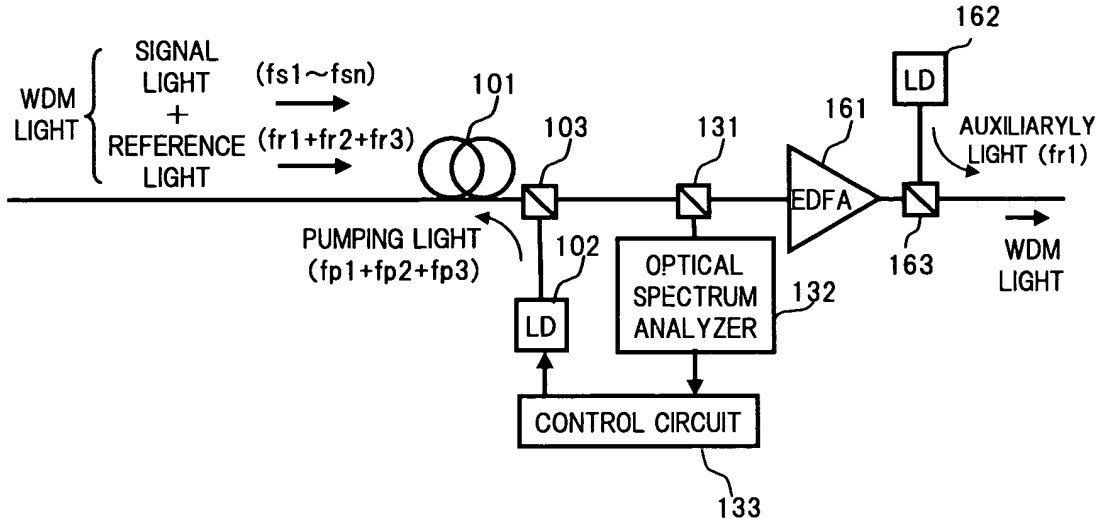 162
SIGNAL
LIGHT
(fs1~fsn)
WDM
LIGHT
+
REFERENCE
LIGHT
(fr1+fr2+fr3)
101
103
131
161
LD
AUXILIARYLY
LIGHT (fr1)
EDFA
PUMPING LIGHT
(fp1+fp2+fp3)
102
163
WDM
LIGHT
OPTICAL
SPECTRUM
ANALYZER
132
LD
CONTROL CIRCUIT
133